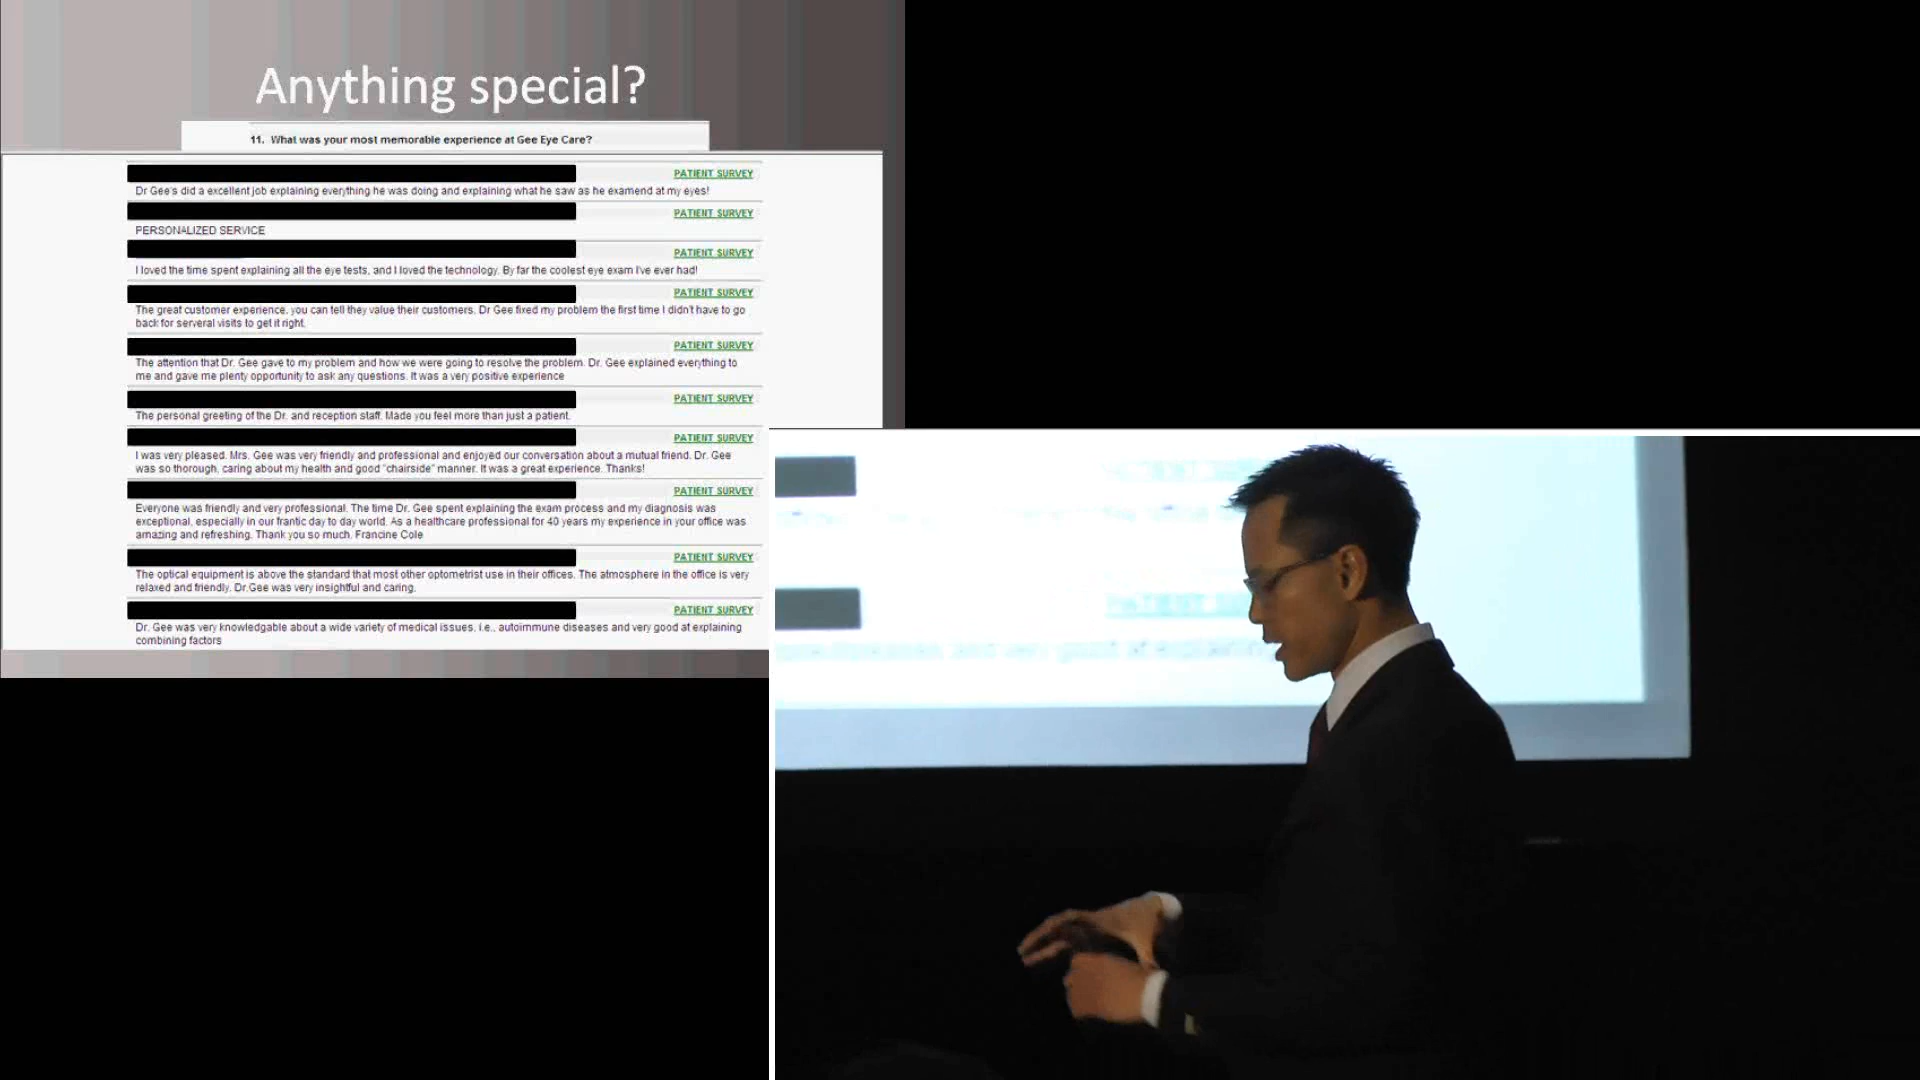 Anything special?
11. What was your most memorable experience at Gee Eye Care?
PATIENT SURVEY
Dr Gee's did a excellent job explaining everything he was doing and explaining what he saw as he examend at my eyes!
PATIENT SURVEY
PERSONALIZED SERVICE
PATIENT SURVEY
I loved the time spent explaining all the eye tests, and I loved the technology. By far the coolest eye exam I've ever had!
PATIENT SURVEY
The great customer experience, you can tell they value their customers. Dr Gee fixed my problem the first time I didn't have to go
back for serveral visits to get it right.
PATIENT SURVEY
The attention that Dr. Gee gave to my problem and how we were going to resolve the problem. Dr. Gee explained everything to
me and gave me plenty opportunity to ask any questions. It was a very positive experience
PATIENT SURVEY
The personal greeting of the Dr. and reception staff. Made you feel more than just a patient.
PATIENT SURVEY
I was very pleased. Mrs. Gee was very friendly and professional and enjoyed our conversation about a mutual friend. Dr. Gee
was so thorough, caring about my health and good "chairside" manner. It was a great experience. Thanks!
PATIENT SURVEY
Everyone was friendly and very professional. The time Dr. Gee spent explaining the exam process and my diagnosis was
exceptional, especially in our frantic day to day world. As a healthcare professional for 40 years my experience in your office was
amazing and refreshing. Thank you so much. Francine Cole
PATIENT SURVEY
The optical equipment is above the standard that most other optometrist use in their offices. The atmosphere in the office is very
relaxed and friendly. Dr.Gee was very insightful and caring.
PATIENT SURVEY
Dr. Gee was very knowledgable about a wide variety of medical issues, i.e., autoimmune diseases and very good at explaining
combining factors